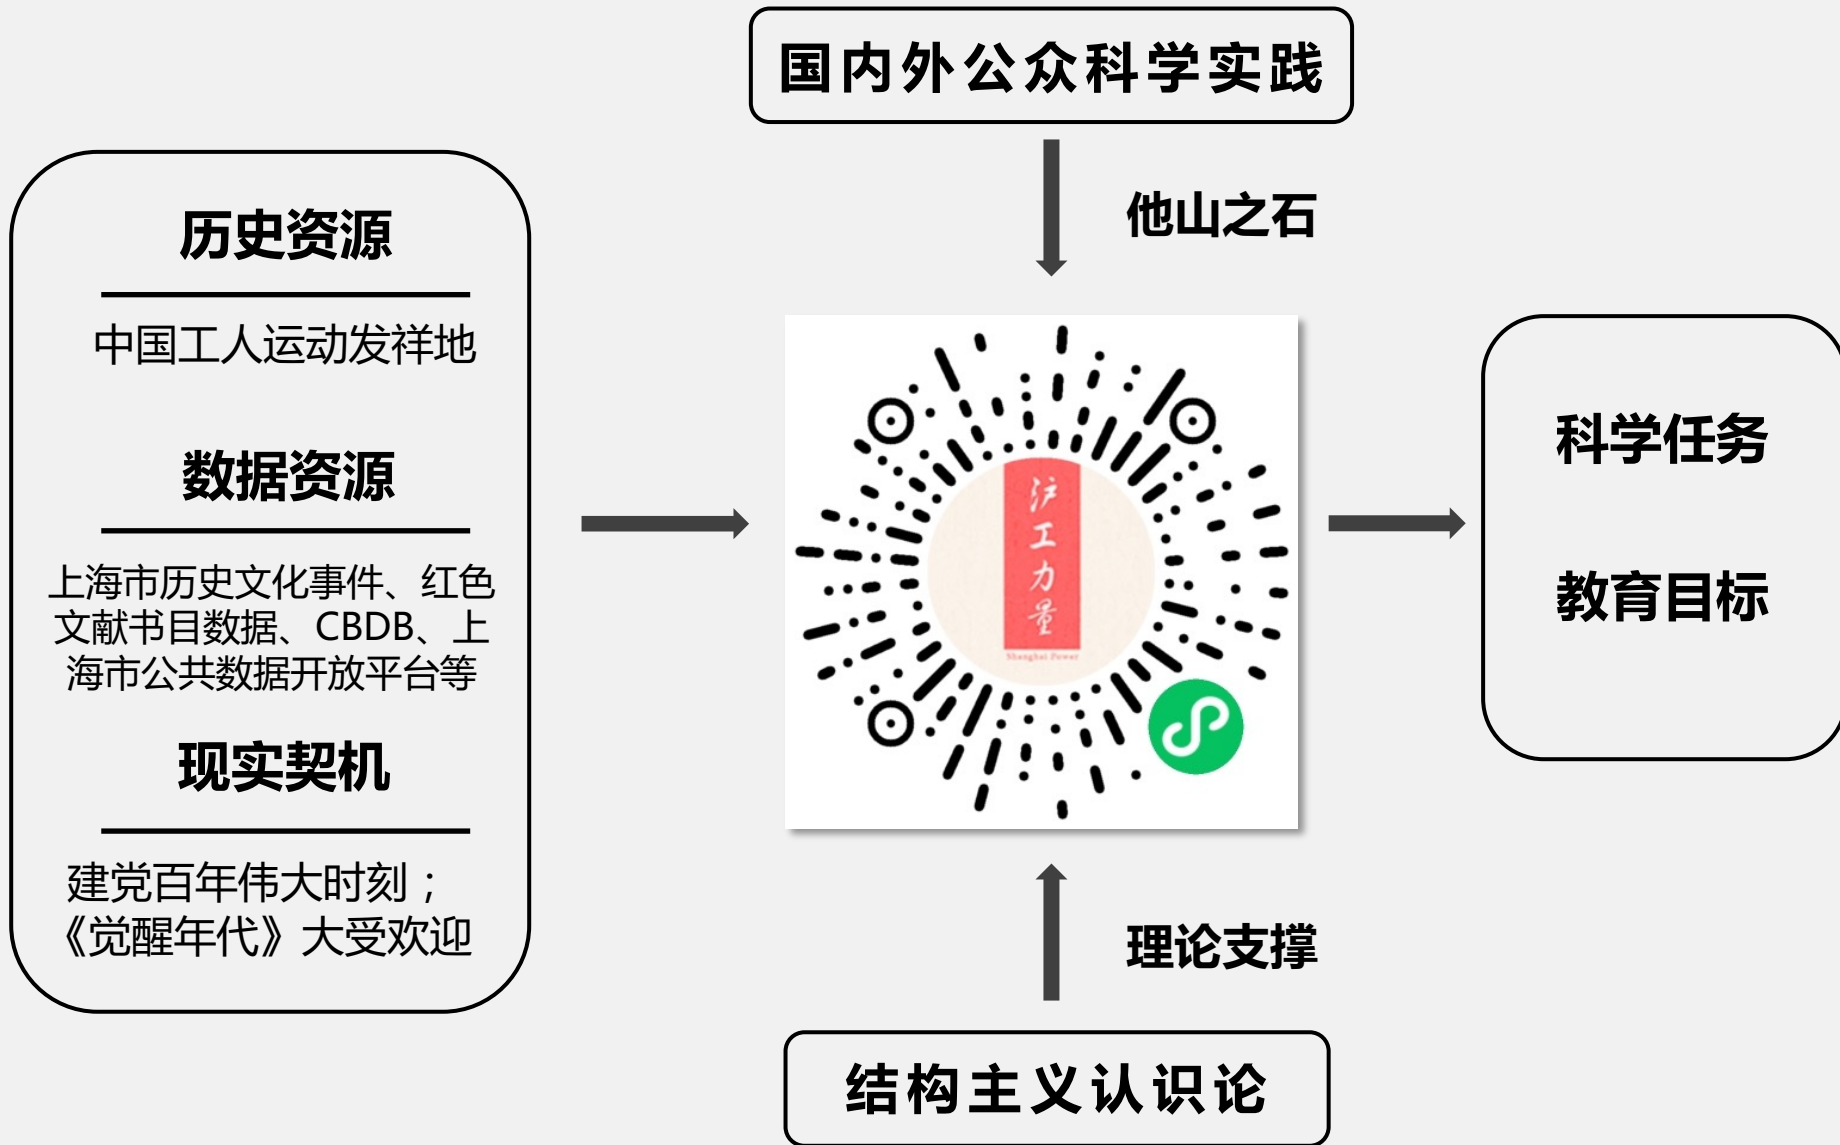 国内外公众科学实践
他山之石
历史资源
中国工人运动发祥地
数据资源
上海市历史文化事件、红色
文献书目数据、CBDB、上
海市公共数据开放平台等
现实契机
建党百年伟大时刻；
《觉醒年代》大受欢迎
沪工力量
Shanghai Power
科学任务
教育目标
理论支撑
结构主义认识论